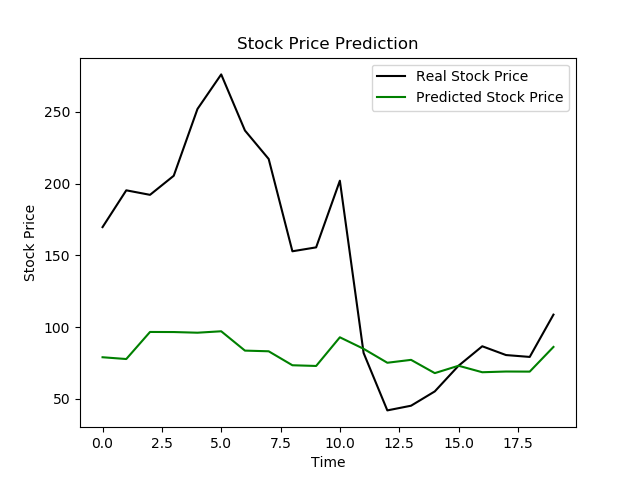 Stock Price Prediction
Real Stock Price
Predicted Stock Price
Stock Price
250
200
150
100
50
0.0 2.5 5.0 7.5 10.0 12.5 15.0 17.5
Time